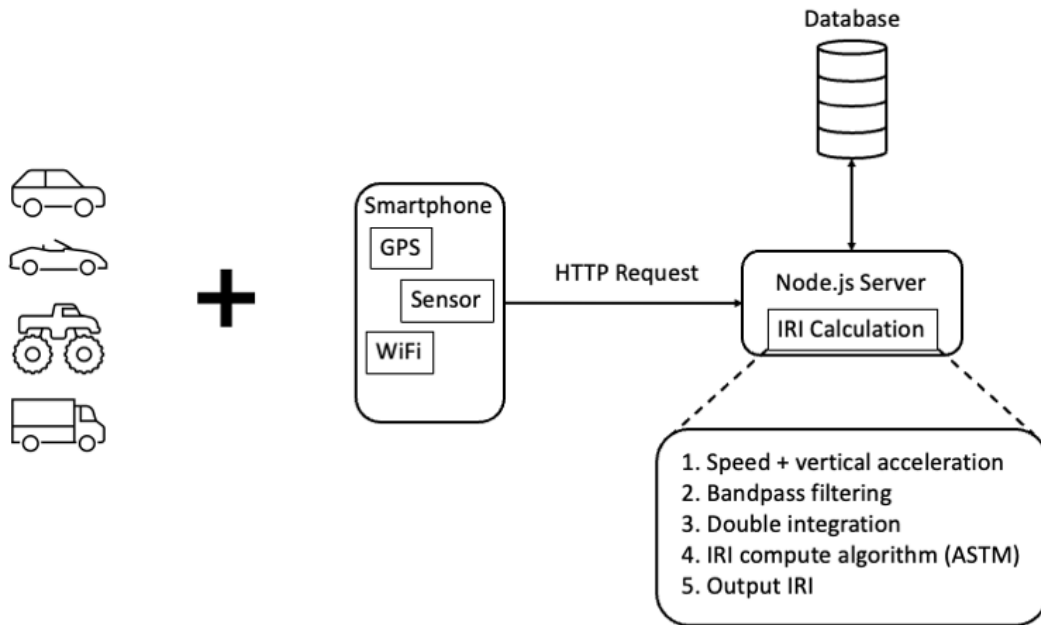 Database
Smartphone
GPS
Sensor
WiFi
HTTP Request
Node.js Server
IRI Calculation
1. Speed + vertical acceleration
2. Bandpass filtering
3. Double integration
4. IRI compute algorithm (ASTM)
5. Output IRI